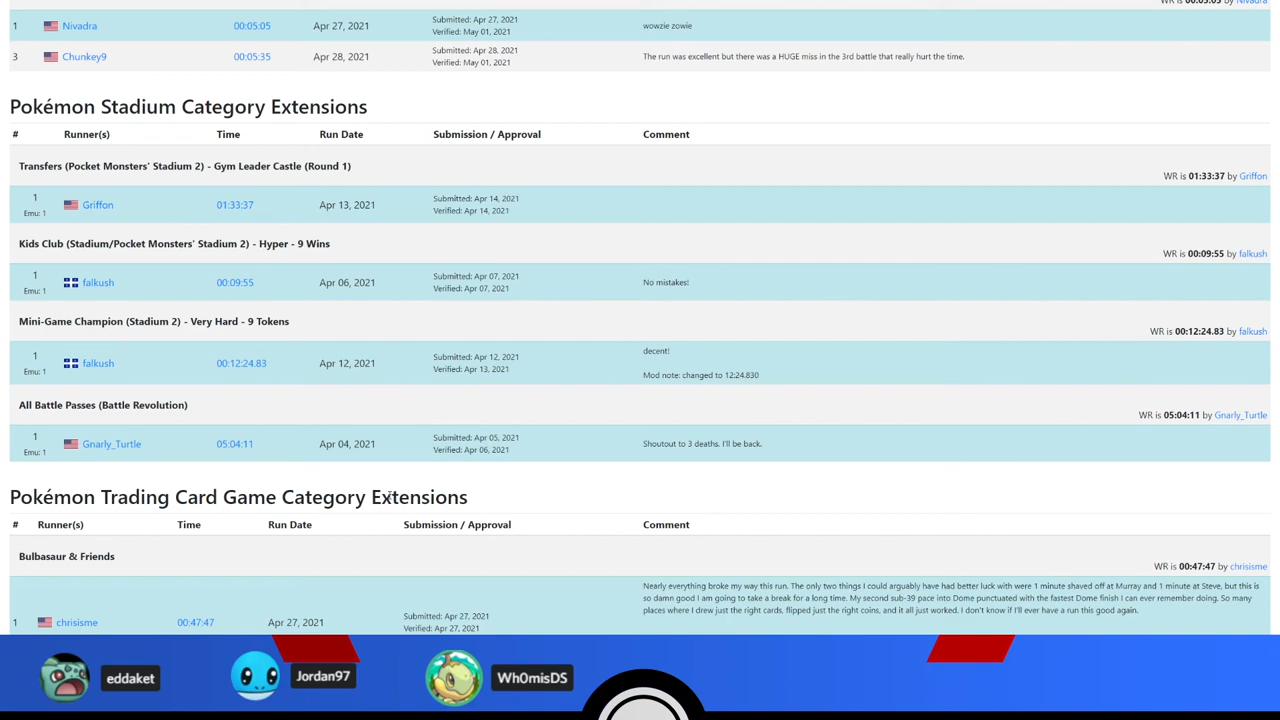 WR is 00:05:05 by Nivadra
1 Nivadra 00:05:05 Apr 27, 2021 Submitted: Apr 27, 2021 wowzie zowie
Verified: May 01, 2021
3 Chunkey9 00:05:35 Apr 28, 2021 Submitted: Apr 28, 2021 The run was excellent but there was a HUGE miss in the 3rd battle that really hurt the time.
Verified: May 01, 2021
Pokémon Stadium Category Extensions
# Runner(s) Time Run Date Submission / Approval Comment
Transfers (Pocket Monsters' Stadium 2) - Gym Leader Castle (Round 1)
WR is 01:33:37 by Griffon
1 Griffon 01:33:37 Apr 13, 2021 Submitted: Apr 14, 2021
Emu: 1 Verified: Apr 14, 2021
Kids Club (Stadium/Pocket Monsters' Stadium 2) - Hyper - 9 Wins
WR is 00:09:55 by falkush
1 falkush 00:09:55 Apr 06, 2021 Submitted: Apr 07, 2021 No mistakes!
Emu: 1 Verified: Apr 07, 2021
Mini-Game Champion (Stadium 2) - Very Hard - 9 Tokens
WR is 00:12:24.83 by falkush
1 falkush 00:12:24.83 Apr 12, 2021 Submitted: Apr 12, 2021 decent!
Emu: 1 Verified: Apr 13, 2021 Mod note: changed to 12:24.830
All Battle Passes (Battle Revolution)
WR is 05:04:11 by Gnarly_Turtle
1 Gnarly_Turtle 05:04:11 Apr 04, 2021 Submitted: Apr 05, 2021 Shoutout to 3 deaths. I'll be back.
Emu: 1 Verified: Apr 06, 2021
Pokémon Trading Card Game Category Extensions
# Runner(s) Time Run Date Submission / Approval Comment
Bulbasaur & Friends
WR is 00:47:47 by chrisisme
Nearly everything broke my way this run. The only two things I could arguably have had better luck with were 1 minute shaved off at Murray and 1 minute at Steve, but this is
so damn good I am going to take a break for a long time. My second sub-39 pace into Dome punctuated with the fastest Dome finish I can ever remember doing. So many
places where I drew just the right cards, flipped just the right coins, and it all just worked. I don't know if I'll ever have a run this good again.
1 chrisisme 00:47:47 Apr 27, 2021 Submitted: Apr 27, 2021
Verified: Apr 27, 2021
eddaket Jordan97 Wh0misDS